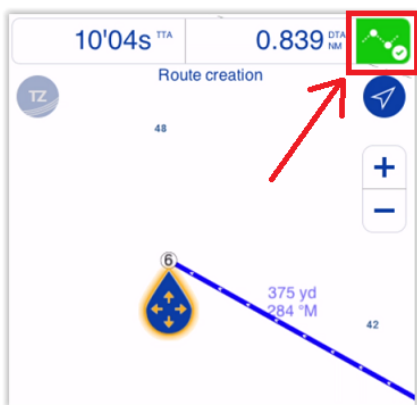 10'04s TTA 0.839 DTA NM
Route creation
TZ
48
+
−
6
375 yd
284 °M
42